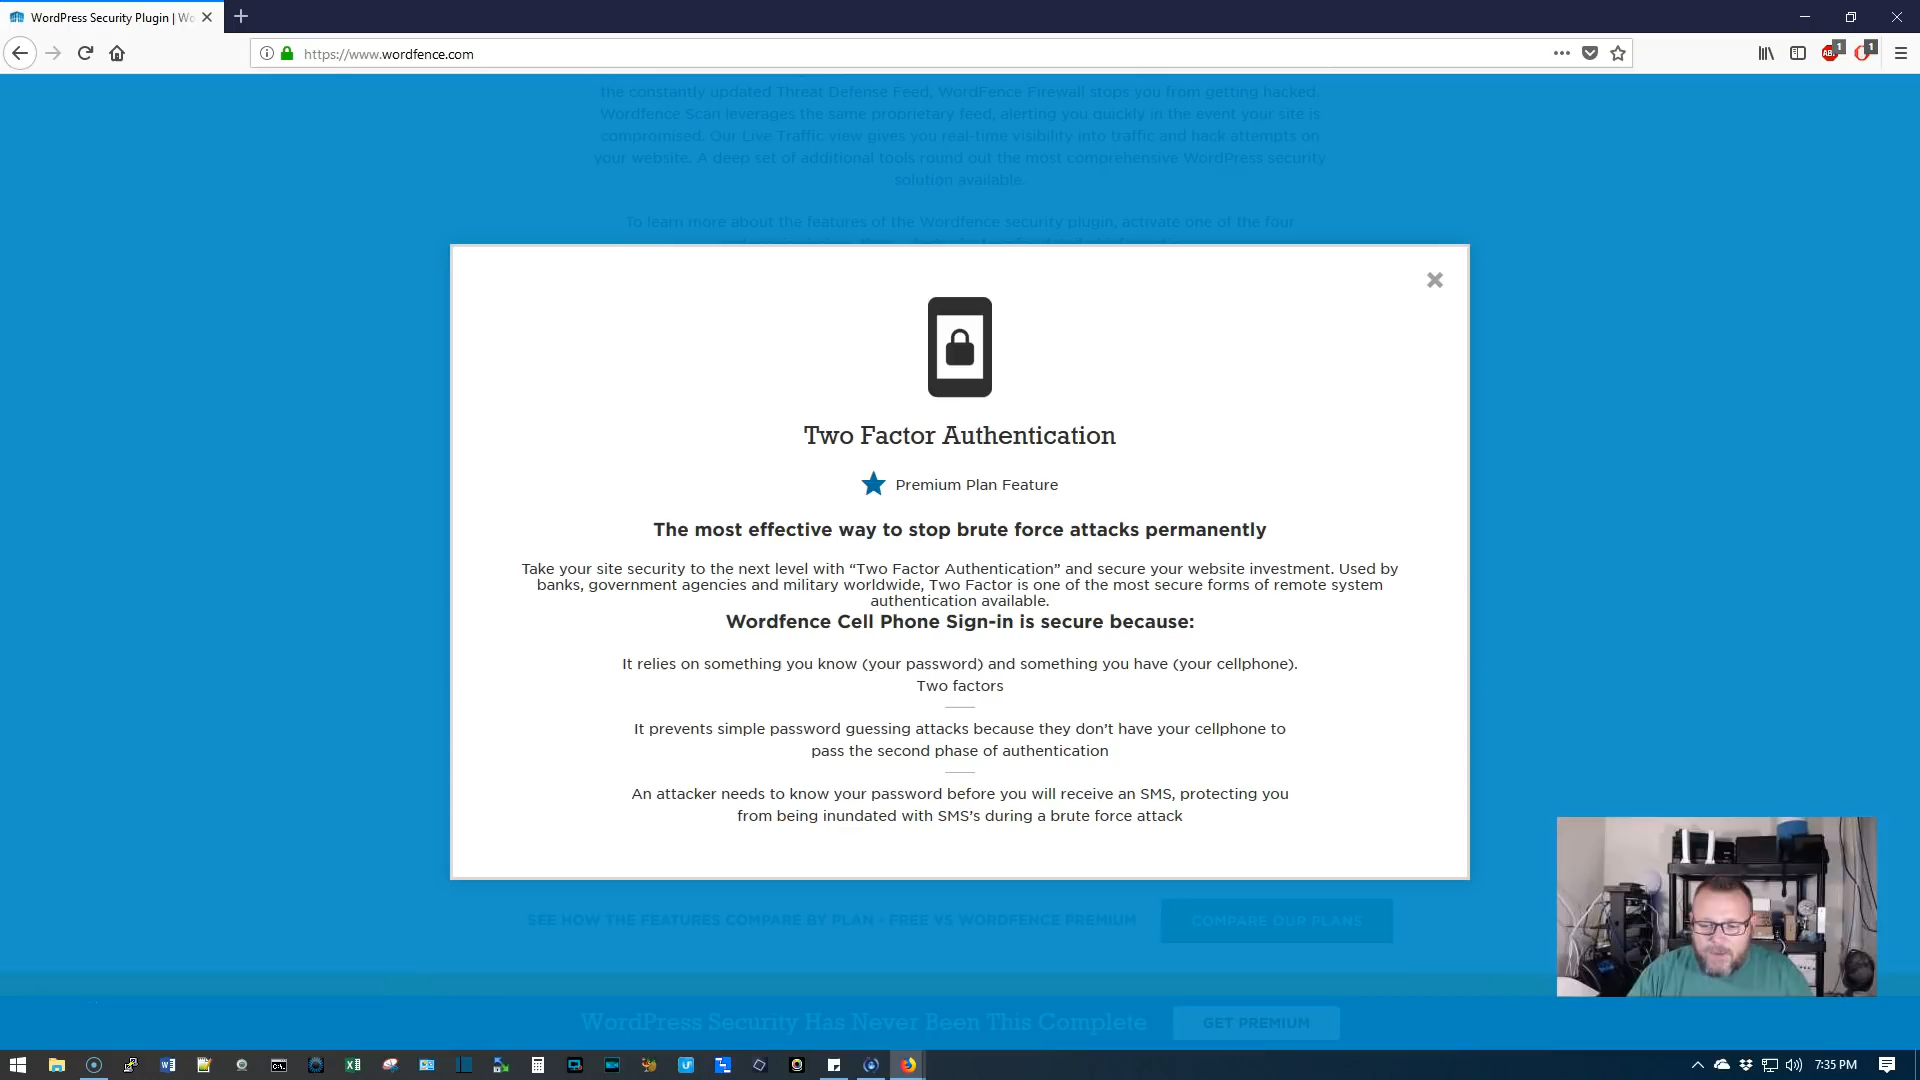 WordPress Security Plugin | Wo
https://www.wordfence.com
1
1
the constantly updated Threat Defense Feed, WordFence Firewall stops you from getting hacked.
Wordfence Scan leverages the same proprietary feed, alerting you quickly in the event your site is
compromised. Our Live Traffic view gives you real-time visibility into traffic and hack attempts on
your website. A deep set of additional tools round out the most comprehensive WordPress security
solution available.
To learn more about the features of the Wordfence security plugin, activate one of the four
Two Factor Authentication
Premium Plan Feature
The most effective way to stop brute force attacks permanently
Take your site security to the next level with “Two Factor Authentication” and secure your website investment. Used by
banks, government agencies and military worldwide, Two Factor is one of the most secure forms of remote system
authentication available.
Wordfence Cell Phone Sign-in is secure because:
It relies on something you know (your password) and something you have (your cellphone).
Two factors
It prevents simple password guessing attacks because they don’t have your cellphone to
pass the second phase of authentication
An attacker needs to know your password before you will receive an SMS, protecting you
from being inundated with SMS’s during a brute force attack
SEE HOW THE FEATURES COMPARE BY PLAN - FREE VS WORDFENCE PREMIUM
COMPARE OUR PLANS
WordPress Security Has Never Been This Complete
GET PREMIUM
7:35 PM